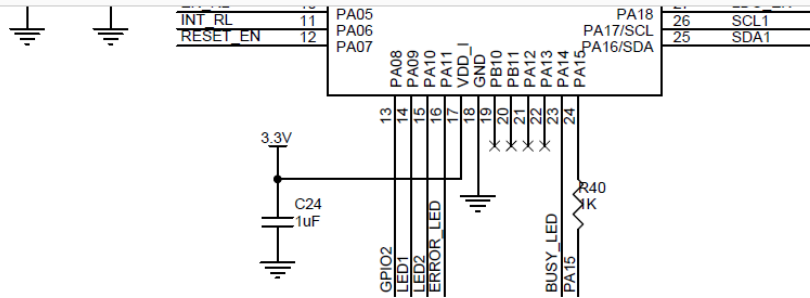 PA05
INT_RL 11 PA06
RESET_EN 12 PA07
PA18
26 SCL1
PA17/SCL
25 SDA1
PA16/SDA
PA08
PA09
PA10
PA11
VDD_I
GND
PB10
PB11
PA12
PA13
PA14
PA15
13
14
15
16
17
18
19
20
21
22
23
24
3.3V
C24
1uF
R40
1K
GPIO2
LED1
LED2
ERROR_LED
BUSY_LED
PA15